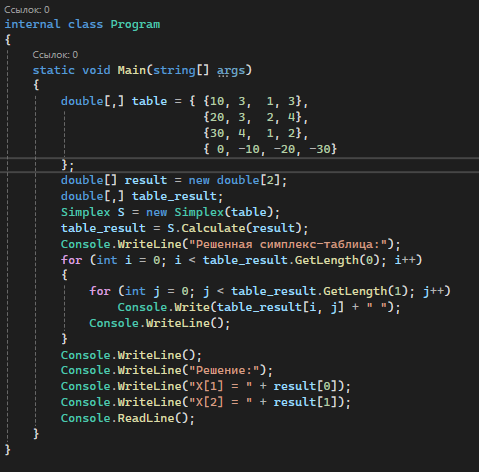 Ссылок: 0
internal class Program
{
Ссылок: 0
static void Main(string[] args)
{
double[,] table = { {10, 3,  1, 3},
{20, 3,  2, 4},
{30, 4,  1, 2},
{ 0, -10, -20, -30}
};
double[] result = new double[2];
double[,] table_result;
Simplex S = new Simplex(table);
table_result = S.Calculate(result);
Console.WriteLine("Решенная симплекс-таблица:");
for (int i = 0; i < table_result.GetLength(0); i++)
{
for (int j = 0; j < table_result.GetLength(1); j++)
Console.Write(table_result[i, j] + " ");
Console.WriteLine();
}
Console.WriteLine();
Console.WriteLine("Решение:");
Console.WriteLine("X[1] = " + result[0]);
Console.WriteLine("X[2] = " + result[1]);
Console.ReadLine();
}
}